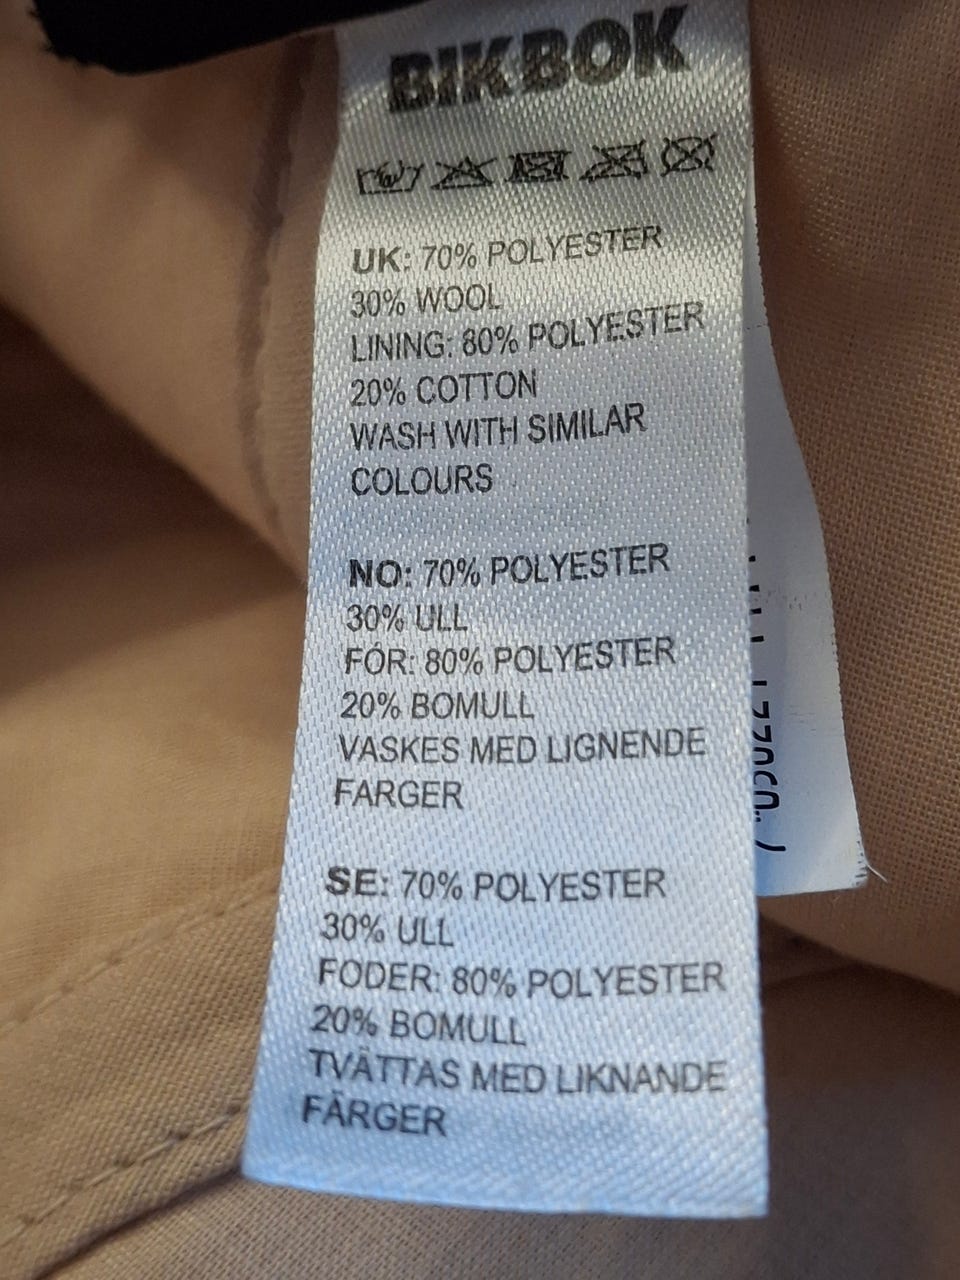 BIKBOK
UK: 70% POLYESTER
30% WOOL
LINING: 80% POLYESTER
20% COTTON
WASH WITH SIMILAR
COLOURS
NO: 70% POLYESTER
30% ULL
FÓR: 80% POLYESTER
20% BOMULL
VASKES MED LIGNENDE
FARGER
SE: 70% POLYESTER
30% ULL
FODER: 80% POLYESTER
20% BOMULL
TVÄTTAS MED LIKNANDE
FÄRGER